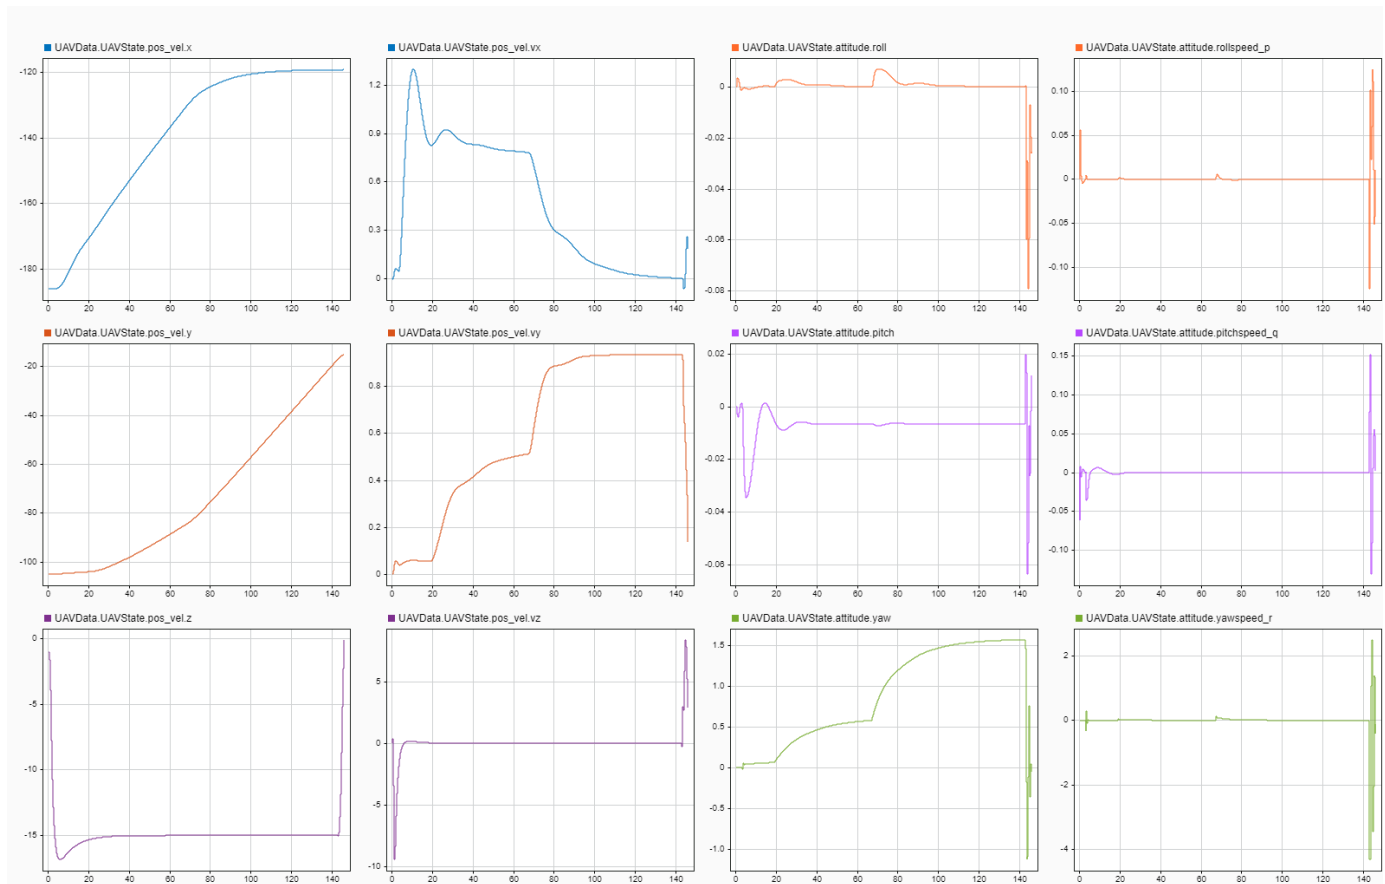 UAVData.UAVState.pos_vel.x
-120
-140
-160
-180
0 20 40 60 80 100 120 140
UAVData.UAVState.pos_vel.vx
1.2
0.9
0.6
0.3
0
0 20 40 60 80 100 120 140
UAVData.UAVState.attitude.roll
0
-0.02
-0.04
-0.06
-0.08
0 20 40 60 80 100 120 140
UAVData.UAVState.attitude.rollspeed_p
0.10
0.05
0
-0.05
-0.10
0 20 40 60 80 100 120 140
UAVData.UAVState.pos_vel.y
-20
-40
-60
-80
-100
0 20 40 60 80 100 120 140
UAVData.UAVState.pos_vel.vy
0.8
0.6
0.4
0.2
0
0 20 40 60 80 100 120 140
UAVData.UAVState.attitude.pitch
0.02
0
-0.02
-0.04
-0.06
0 20 40 60 80 100 120 140
UAVData.UAVState.attitude.pitchspeed_q
0.15
0.10
0.05
0
-0.05
-0.10
0 20 40 60 80 100 120 140
UAVData.UAVState.pos_vel.z
0
-5
-10
-15
0 20 40 60 80 100 120 140
UAVData.UAVState.pos_vel.vz
5
0
-5
-10
0 20 40 60 80 100 120 140
UAVData.UAVState.attitude.yaw
1.5
1.0
0.5
0
-0.5
-1.0
0 20 40 60 80 100 120 140
UAVData.UAVState.attitude.yawspeed_r
2
0
-2
-4
0 20 40 60 80 100 120 140